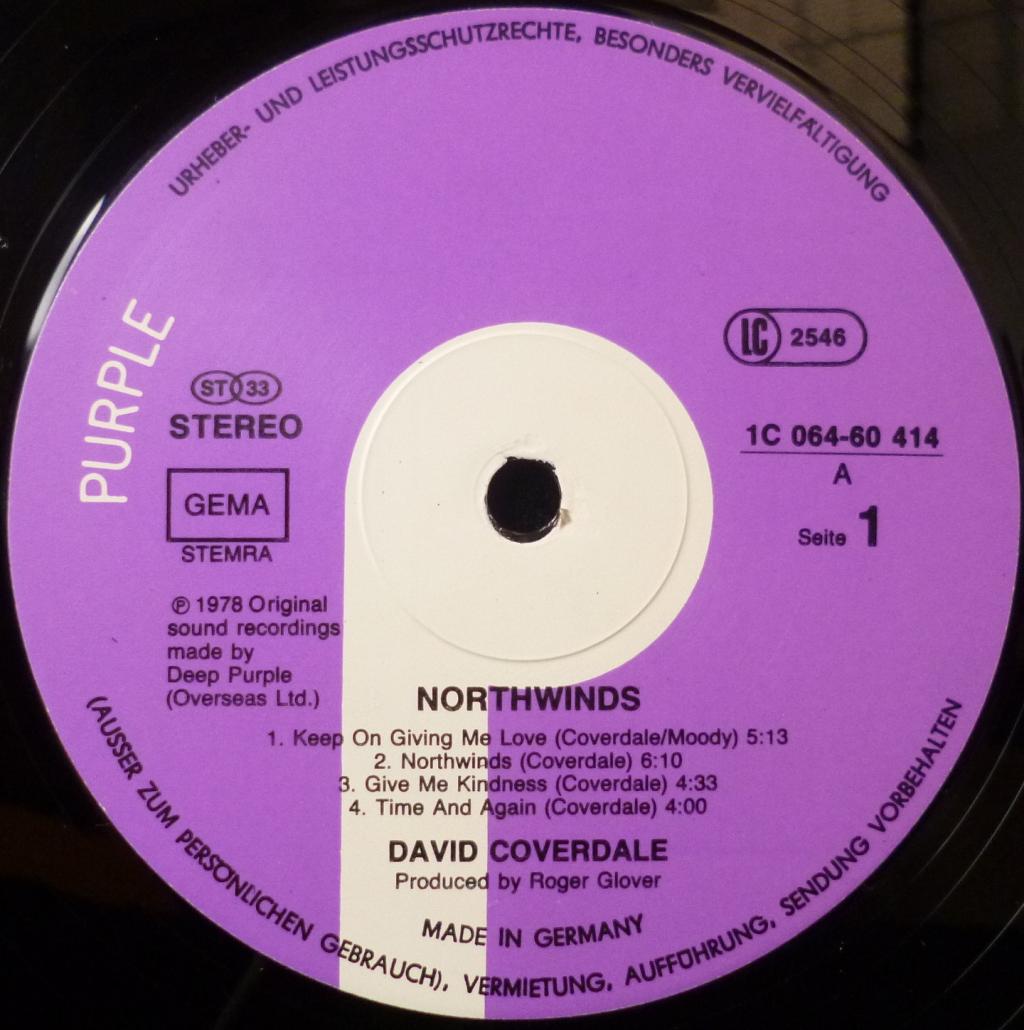 URHEBER- UND LEISTUNGSSCHUTZRECHTE, BESONDERS VERVIELFÄLTIGUNG
PURPLE
ST 33
STEREO
GEMA
STEMRA
℗ 1978 Original
sound recordings
made by
Deep Purple
(Overseas Ltd.)
LC 2546
1C 064-60 414
A
Seite 1
NORTHWINDS
1. Keep On Giving Me Love (Coverdale/Moody) 5:13
2. Northwinds (Coverdale) 6:10
3. Give Me Kindness (Coverdale) 4:33
4. Time And Again (Coverdale) 4:00
DAVID COVERDALE
Produced by Roger Glover
MADE IN GERMANY
(AUSSER ZUM PERSÖNLICHEN GEBRAUCH), VERMIETUNG, AUFFÜHRUNG, SENDUNG VORBEHALTEN